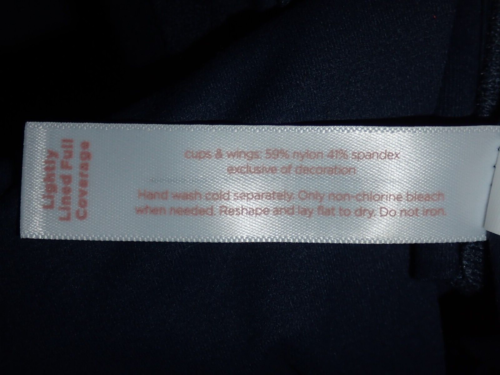 Lightly
Lined Full
Coverage
cups & wings: 59% nylon 41% spandex
exclusive of decoration
Hand wash cold separately. Only non-chlorine bleach
when needed. Reshape and lay flat to dry. Do not iron.